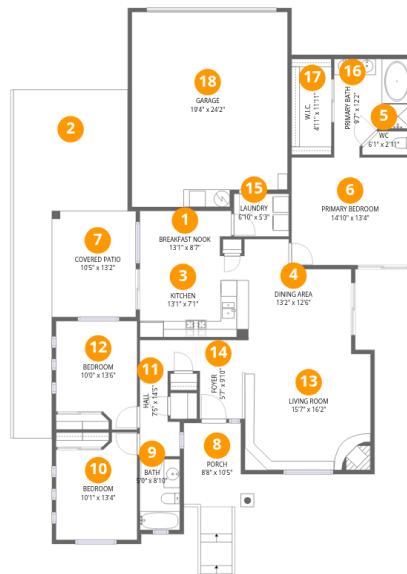 18
GARAGE
19'4" x 24'2"
17
W.I.C.
4'11" x 11'11"
16
PRIMARY BATH
9'7" x 12'2"
5
WC
6'1" x 2'11"
2
15
LAUNDRY
6'10" x 5'3"
6
PRIMARY BEDROOM
14'10" x 13'4"
1
BREAKFAST NOOK
13'1" x 8'7"
7
COVERED PATIO
10'5" x 13'2"
3
KITCHEN
13'1" x 7'1"
4
DINING AREA
13'2" x 12'6"
12
BEDROOM
10'0" x 13'6"
11
HALL
7'5" x 14'5"
14
FOYER
5'7" x 9'10"
13
LIVING ROOM
15'7" x 16'2"
10
BEDROOM
10'1" x 13'4"
9
BATH
5'0" x 8'10"
8
PORCH
8'8" x 10'5"